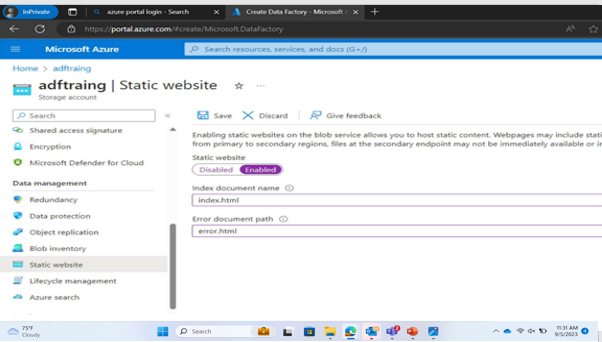 InPrivate
azure portal login - Search
Create Data Factory - Microsoft
https://portal.azure.com/#create/Microsoft.DataFactory
Microsoft Azure
Search resources, services, and docs (G+/)
Home > adftraing
adftraing | Static website
Storage account
Search
Save Discard Give feedback
Shared access signature
Encryption
Microsoft Defender for Cloud
Data management
Redundancy
Data protection
Object replication
Blob inventory
Static website
Lifecycle management
Azure search
Enabling static websites on the blob service allows you to host static content. Webpages may include stati
from primary to secondary regions, files at the secondary endpoint may not be immediately available or i
Static website
Disabled Enabled
Index document name
index.html
Error document path
error.html
75°F
Cloudy
Search
11:31 AM
9/5/2023